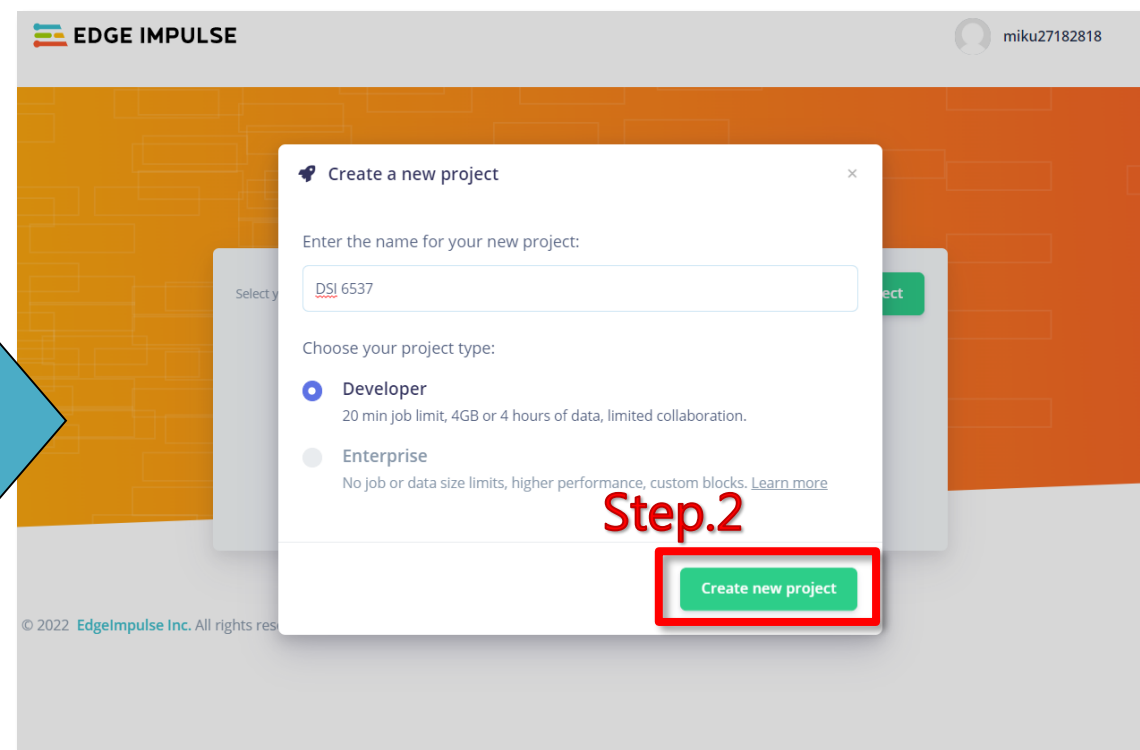 EDGE IMPULSE
miku27182818
Create a new project
×
Enter the name for your new project:
Select y
DSI 6537
ect
Choose your project type:
Developer
20 min job limit, 4GB or 4 hours of data, limited collaboration.
Enterprise
No job or data size limits, higher performance, custom blocks. Learn more
Step.2
Create new project
© 2022 EdgeImpulse Inc. All rights res